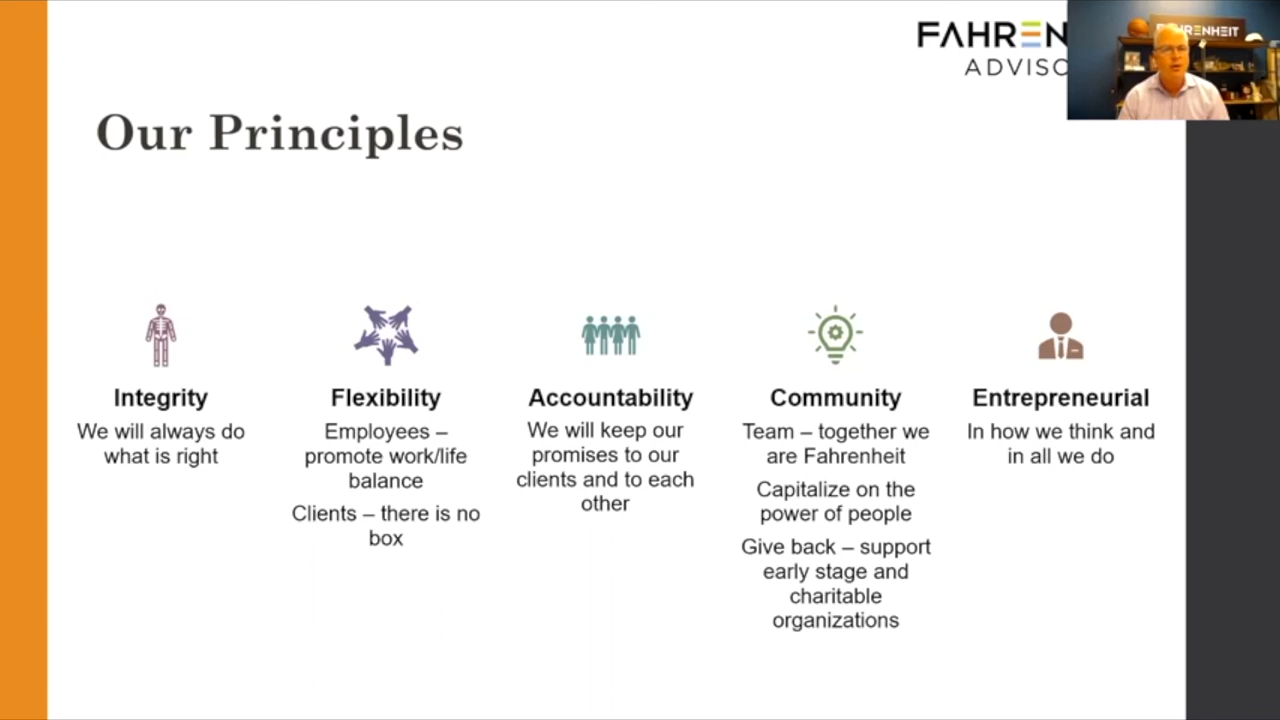 FAHREN
ADVISO
FAHRENHEIT
Our Principles
Integrity
We will always do
what is right
Flexibility
Employees –
promote work/life
balance
Clients – there is no
box
Accountability
We will keep our
promises to our
clients and to each
other
Community
Team – together we
are Fahrenheit
Capitalize on the
power of people
Give back – support
early stage and
charitable
organizations
Entrepreneurial
In how we think and
in all we do